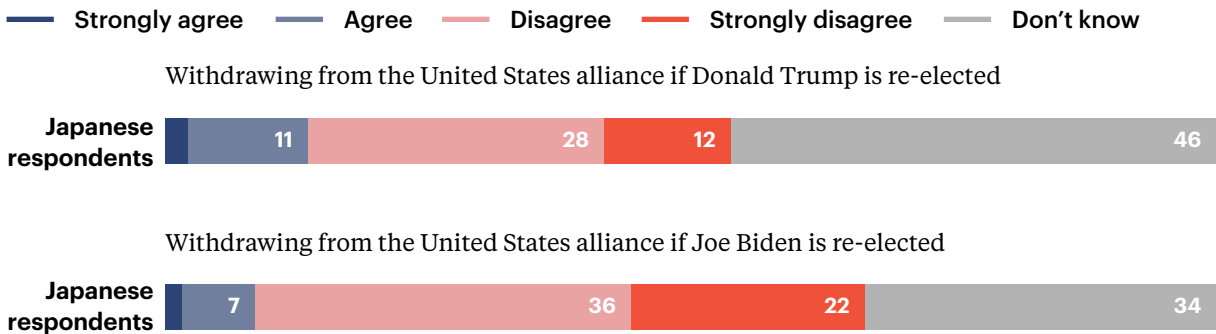 Strongly agree Agree Disagree Strongly disagree Don’t know
Withdrawing from the United States alliance if Donald Trump is re-elected
Japanese
respondents
11 28 12 46
Withdrawing from the United States alliance if Joe Biden is re-elected
Japanese
respondents
7 36 22 34